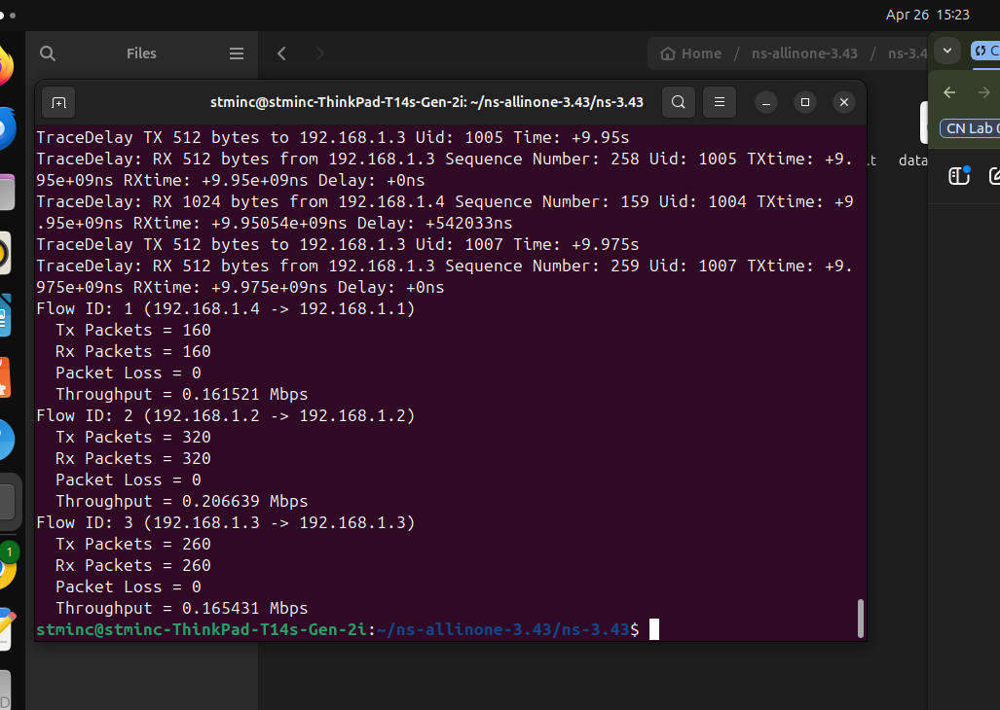 Apr 26 15:23
Files
Home / ns-allinone-3.43 / ns-3.4
stminc@stminc-ThinkPad-T14s-Gen-2i: ~/ns-allinone-3.43/ns-3.43
CN Lab
.t
data
TraceDelay TX 512 bytes to 192.168.1.3 Uid: 1005 Time: +9.95s
TraceDelay: RX 512 bytes from 192.168.1.3 Sequence Number: 258 Uid: 1005 TXtime: +9.
95e+09ns RXtime: +9.95e+09ns Delay: +0ns
TraceDelay: RX 1024 bytes from 192.168.1.4 Sequence Number: 159 Uid: 1004 TXtime: +9
.95e+09ns RXtime: +9.95054e+09ns Delay: +542033ns
TraceDelay TX 512 bytes to 192.168.1.3 Uid: 1007 Time: +9.975s
TraceDelay: RX 512 bytes from 192.168.1.3 Sequence Number: 259 Uid: 1007 TXtime: +9.
975e+09ns RXtime: +9.975e+09ns Delay: +0ns
Flow ID: 1 (192.168.1.4 -> 192.168.1.1)
Tx Packets = 160
Rx Packets = 160
Packet Loss = 0
Throughput = 0.161521 Mbps
Flow ID: 2 (192.168.1.2 -> 192.168.1.2)
Tx Packets = 320
Rx Packets = 320
Packet Loss = 0
Throughput = 0.206639 Mbps
Flow ID: 3 (192.168.1.3 -> 192.168.1.3)
Tx Packets = 260
Rx Packets = 260
Packet Loss = 0
Throughput = 0.165431 Mbps
stminc@stminc-ThinkPad-T14s-Gen-2i:~/ns-allinone-3.43/ns-3.43$
1